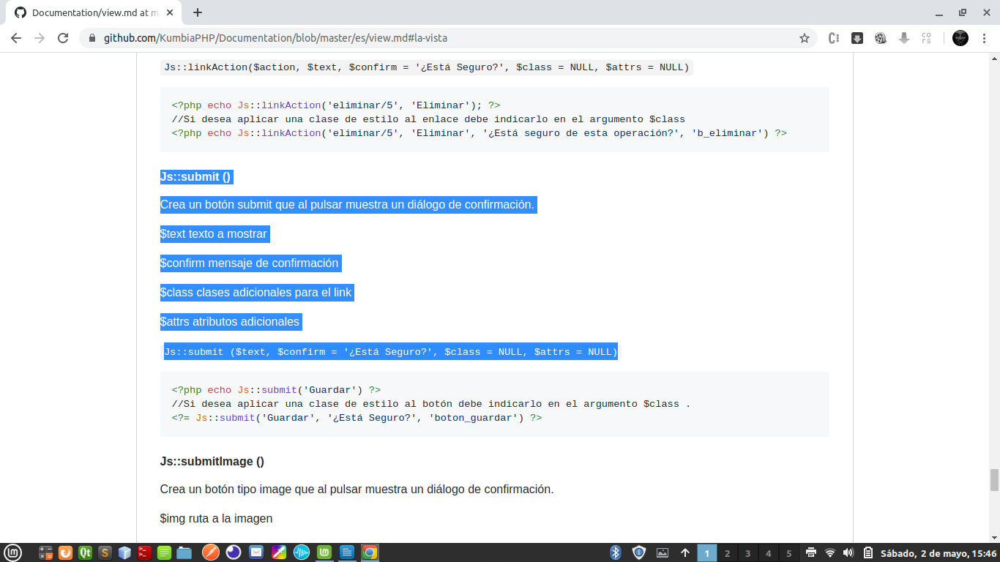 Documentation/view.md at m
github.com/KumbiaPHP/Documentation/blob/master/es/view.md#la-vista
Js::linkAction($action, $text, $confirm = '¿Está Seguro?', $class = NULL, $attrs = NULL)
<?php echo Js::linkAction('eliminar/5', 'Eliminar'); ?>
//Si desea aplicar una clase de estilo al enlace debe indicarlo en el argumento $class
<?php echo Js::linkAction('eliminar/5', 'Eliminar', '¿Está seguro de esta operación?', 'b_eliminar') ?>
Js::submit ()
Crea un botón submit que al pulsar muestra un diálogo de confirmación.
$text texto a mostrar
$confirm mensaje de confirmación
$class clases adicionales para el link
$attrs atributos adicionales
Js::submit ($text, $confirm = '¿Está Seguro?', $class = NULL, $attrs = NULL)
<?php echo Js::submit('Guardar') ?>
//Si desea aplicar una clase de estilo al botón debe indicarlo en el argumento $class .
<?= Js::submit('Guardar', '¿Está Seguro?', 'boton_guardar') ?>
Js::submitImage ()
Crea un botón tipo image que al pulsar muestra un diálogo de confirmación.
$img ruta a la imagen
1 2 3 4 5 Sábado, 2 de mayo, 15:46